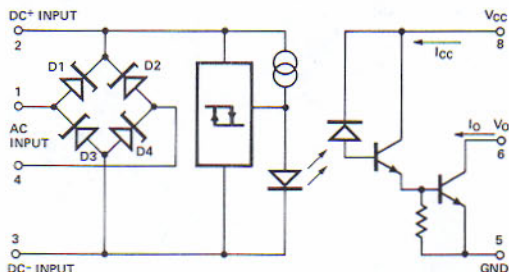 DC+ INPUT
2
D1
D2
1
AC
INPUT
D3
D4
4
3
DC- INPUT
VCC
8
ICC
IO
VO
6
5
GND